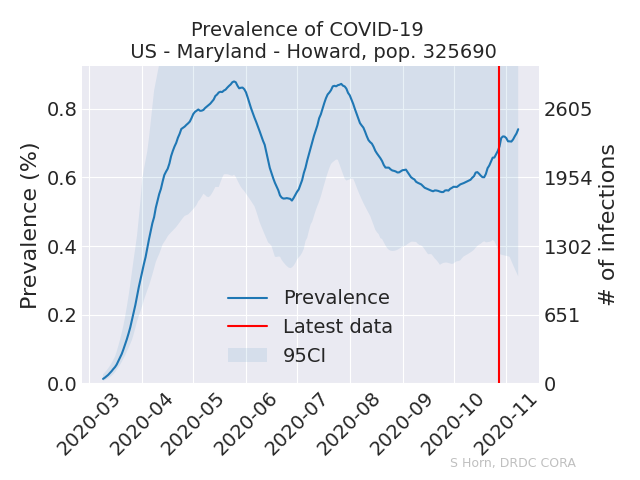 Prevalence of COVID-19
US - Maryland - Howard, pop. 325690
Prevalence (%)
0.8
0.6
0.4
0.2
0.0
2605
1954
1302
651
0
# of infections
Prevalence
Latest data
95CI
2020-03
2020-04
2020-05
2020-06
2020-07
2020-08
2020-09
2020-10
2020-11
S Horn, DRDC CORA